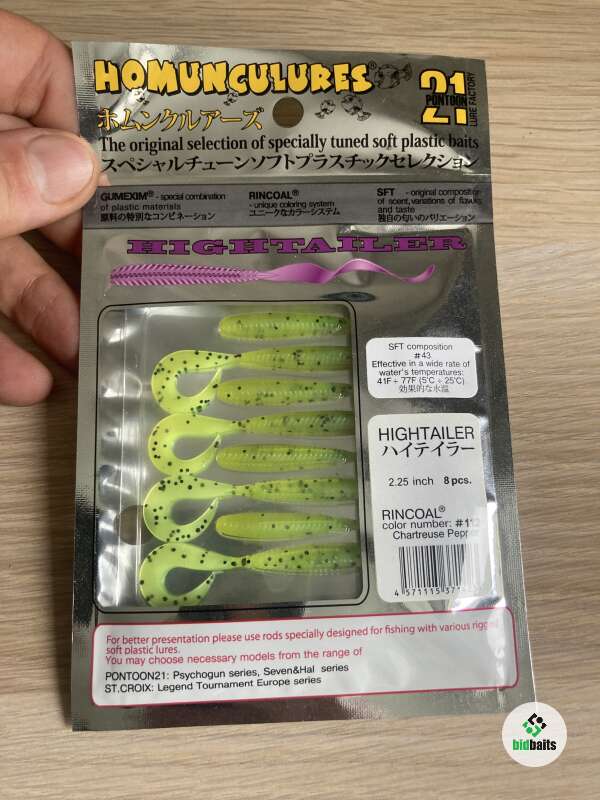 HOMUNCULURES®
ホムンクルアーズ
PONTOON 21
LURE FACTORY
The original selection of specially tuned soft plastic baits
スペシャルチューンソフトプラスチックセレクション
GUMEXIM® - special combination
of plastic materials
原料の特別なコンビネーション
RINCOAL®
- unique coloring system
ユニークなカラーシステム
SFT - original composition
of scent, variations of flavours
and taste
独自の匂いのバリエーション
HIGHTAILER
SFT composition
#43
Effective in a wide rate of
water's temperatures:
41F ÷ 77F (5°C ÷ 25°C)
効果的な水温
HIGHTAILER
ハイテイラー
2.25 inch 8 pcs.
RINCOAL®
color number: #112
Chartreuse Pepper
4 571115 371
For better presentation please use rods specially designed for fishing with various rigged
soft plastic lures.
You may choose necessary models from the range of
PONTOON21: Psychogun series, Seven&Hal series
ST.CROIX: Legend Tournament Europe series
bidbaits